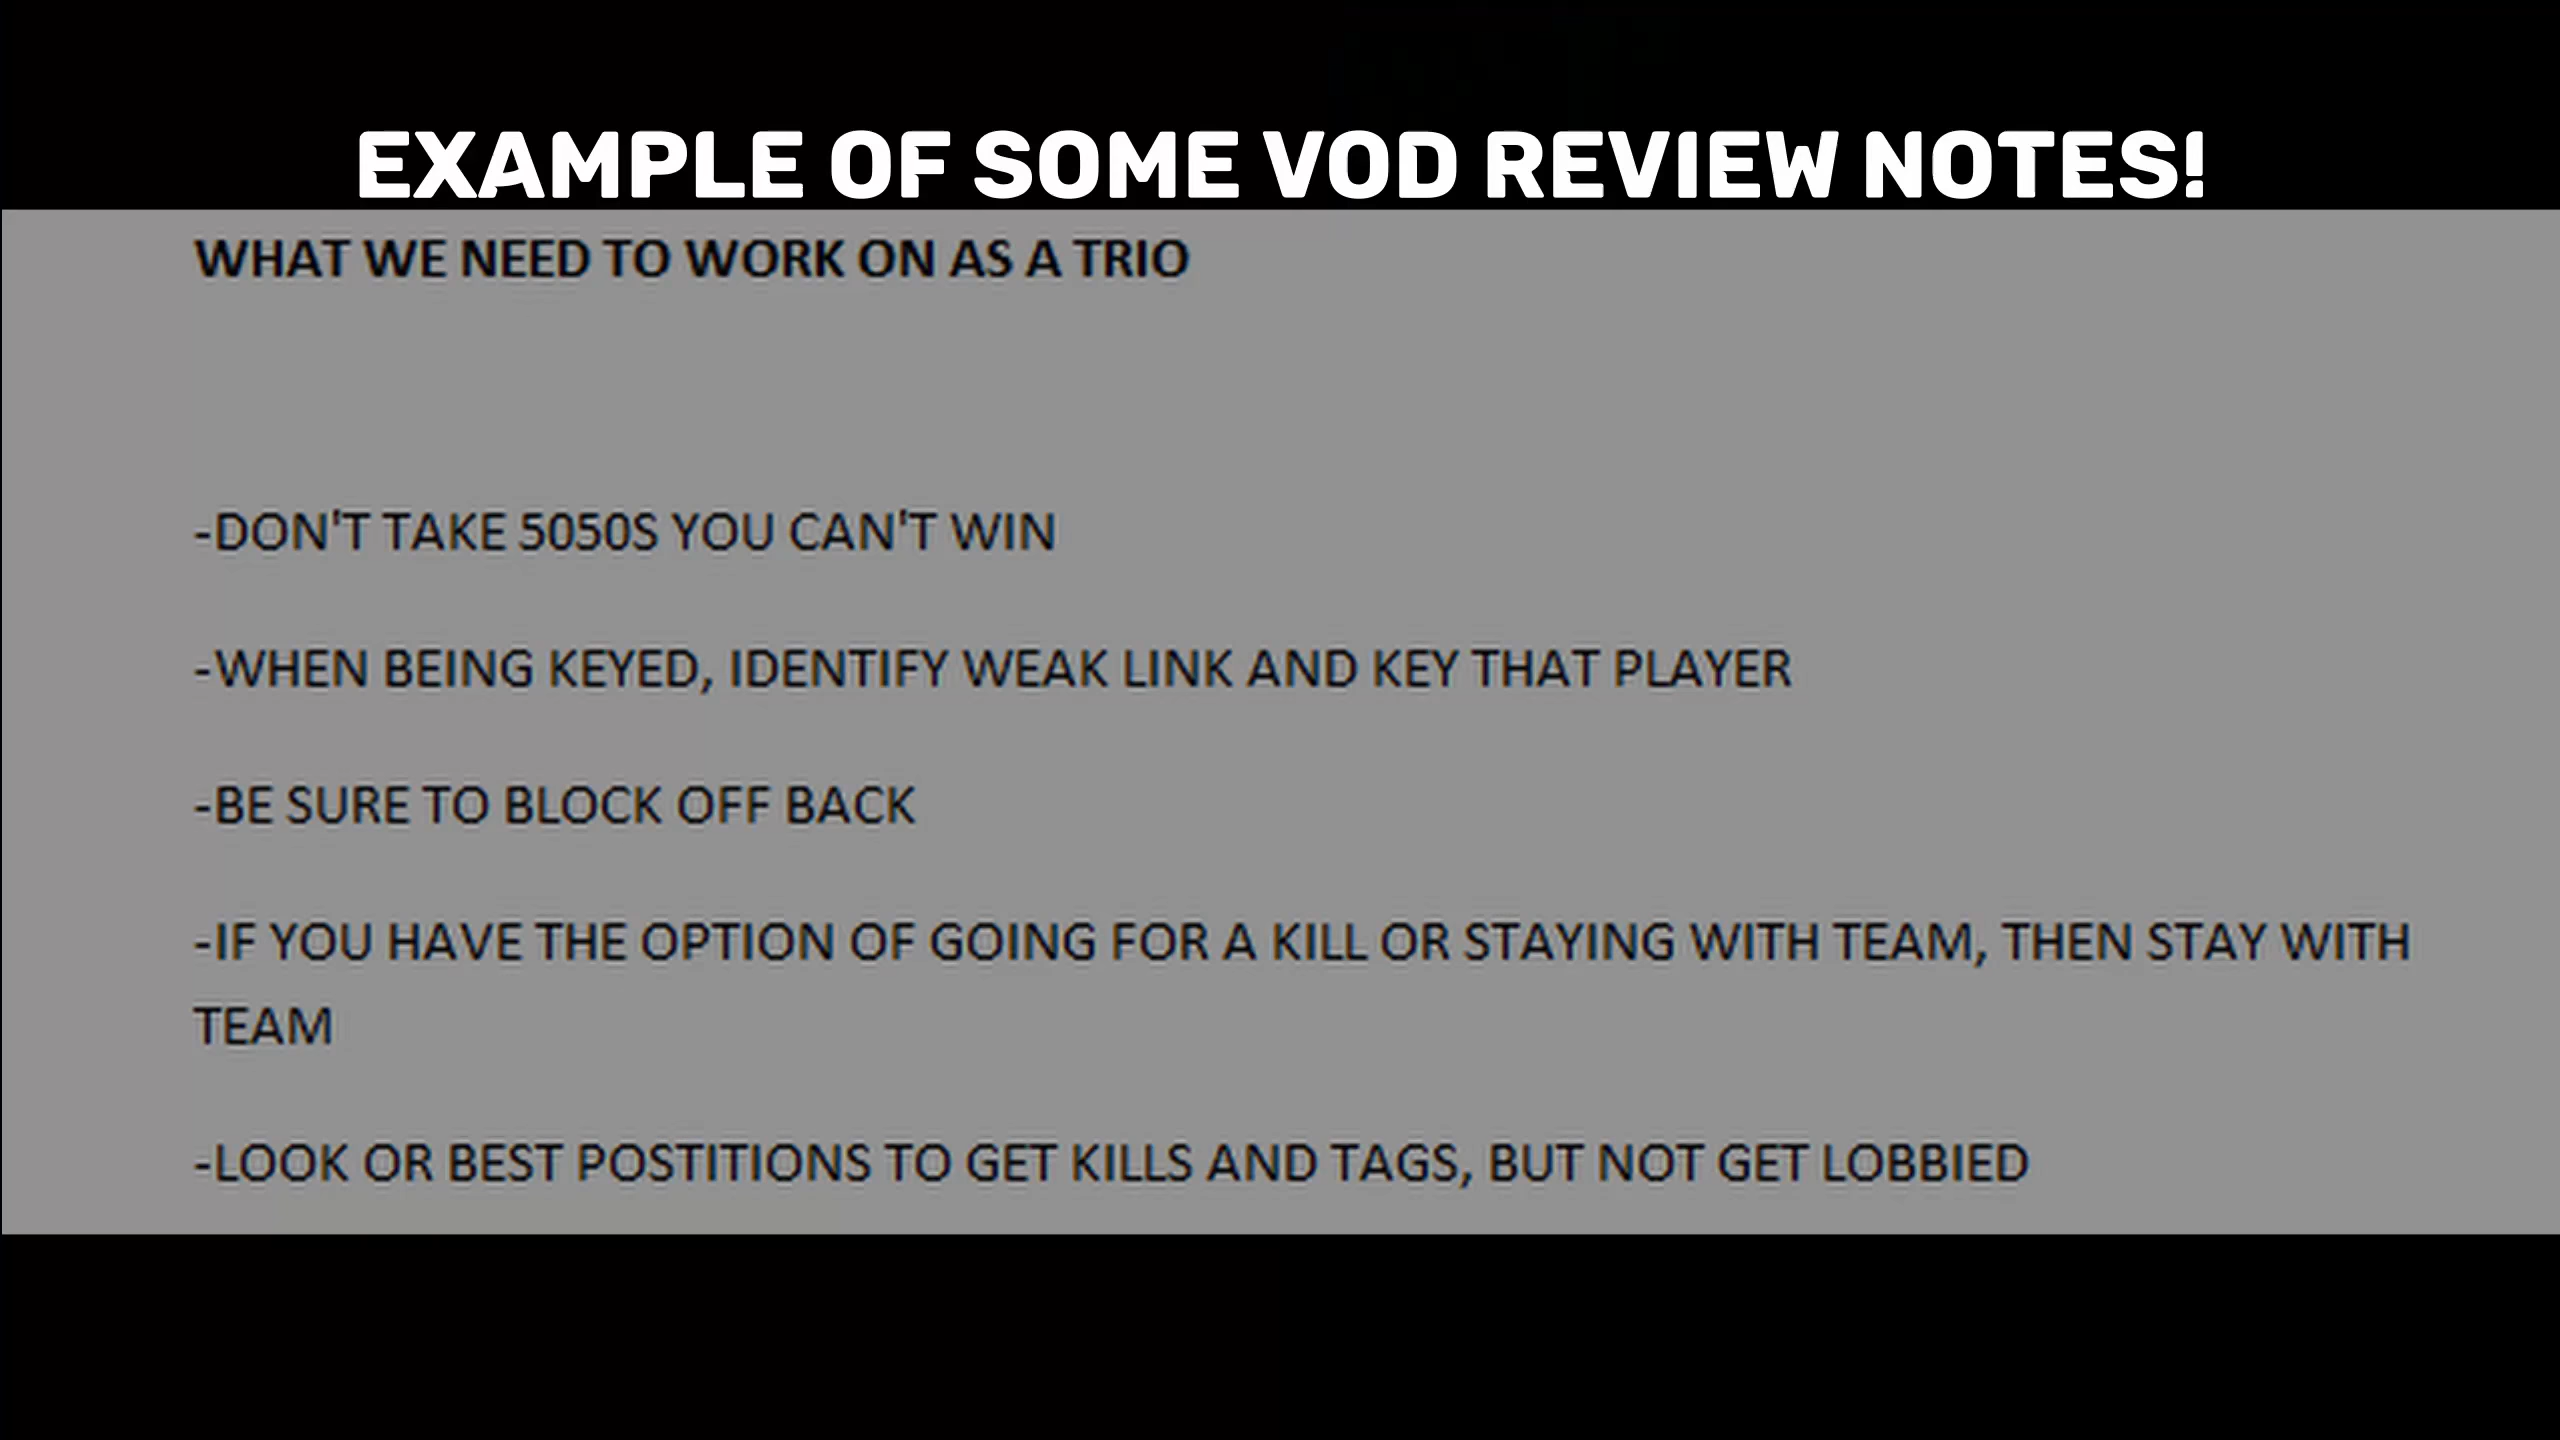 EXAMPLE OF SOME VOD REVIEW NOTES!
WHAT WE NEED TO WORK ON AS A TRIO
-DON'T TAKE 5050S YOU CAN'T WIN
-WHEN BEING KEYED, IDENTIFY WEAK LINK AND KEY THAT PLAYER
-BE SURE TO BLOCK OFF BACK
-IF YOU HAVE THE OPTION OF GOING FOR A KILL OR STAYING WITH TEAM, THEN STAY WITH
TEAM
-LOOK OR BEST POSTITIONS TO GET KILLS AND TAGS, BUT NOT GET LOBBIED